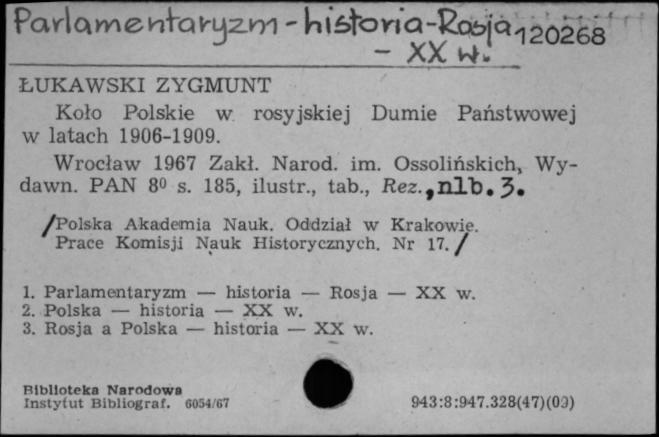 Parlamentaryzm - historia - Rosja 120268
- XX w.
ŁUKAWSKI ZYGMUNT
Koło Polskie w rosyjskiej Dumie Państwowej
w latach 1906-1909.
Wrocław 1967 Zakł. Narod. im. Ossolińskich, Wy-
dawn. PAN 8⁰ s. 185, ilustr., tab., Rez., nlb. 3.
/Polska Akademia Nauk. Oddział w Krakowie.
Prace Komisji Nauk Historycznych. Nr 17./
1. Parlamentaryzm — historia — Rosja — XX w.
2. Polska — historia — XX w.
3. Rosja a Polska — historia — XX w.
Biblioteka Narodowa
Instytut Bibliograf. 6054/67 943:8:947.328(47)(09)